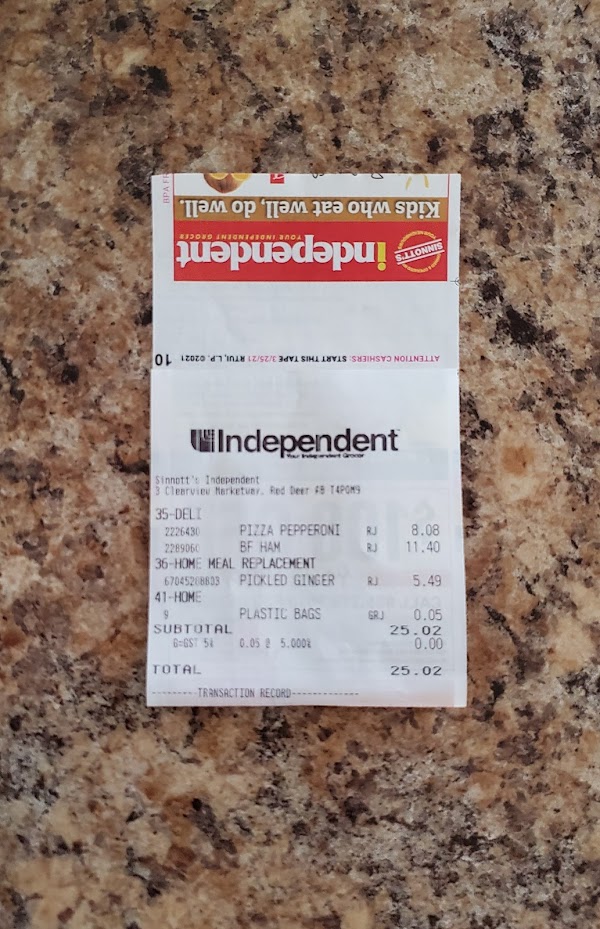 BPA FR
Kids who eat well, do well.
independent
YOUR INDEPENDENT GROCER
SINNOTT'S
ATTENTION CASHIERS: START THIS TAPE 3/25/21 RTUI, L.P. ©2021
10
Independent
Your Independent Grocer
Sinnott's Independent
3 Clearview Marketway. Red Deer AB T4P0M9
35-DELI
2226430 PIZZA PEPPERONI RJ 8.08
2289060 BF HAM RJ 11.40
36-HOME MEAL REPLACEMENT
67045208803 PICKLED GINGER RJ 5.49
41-HOME
9 PLASTIC BAGS GRJ 0.05
SUBTOTAL 25.02
G=GST 5% 0.05 @ 5.000% 0.00
TOTAL 25.02
--------TRANSACTION RECORD------------